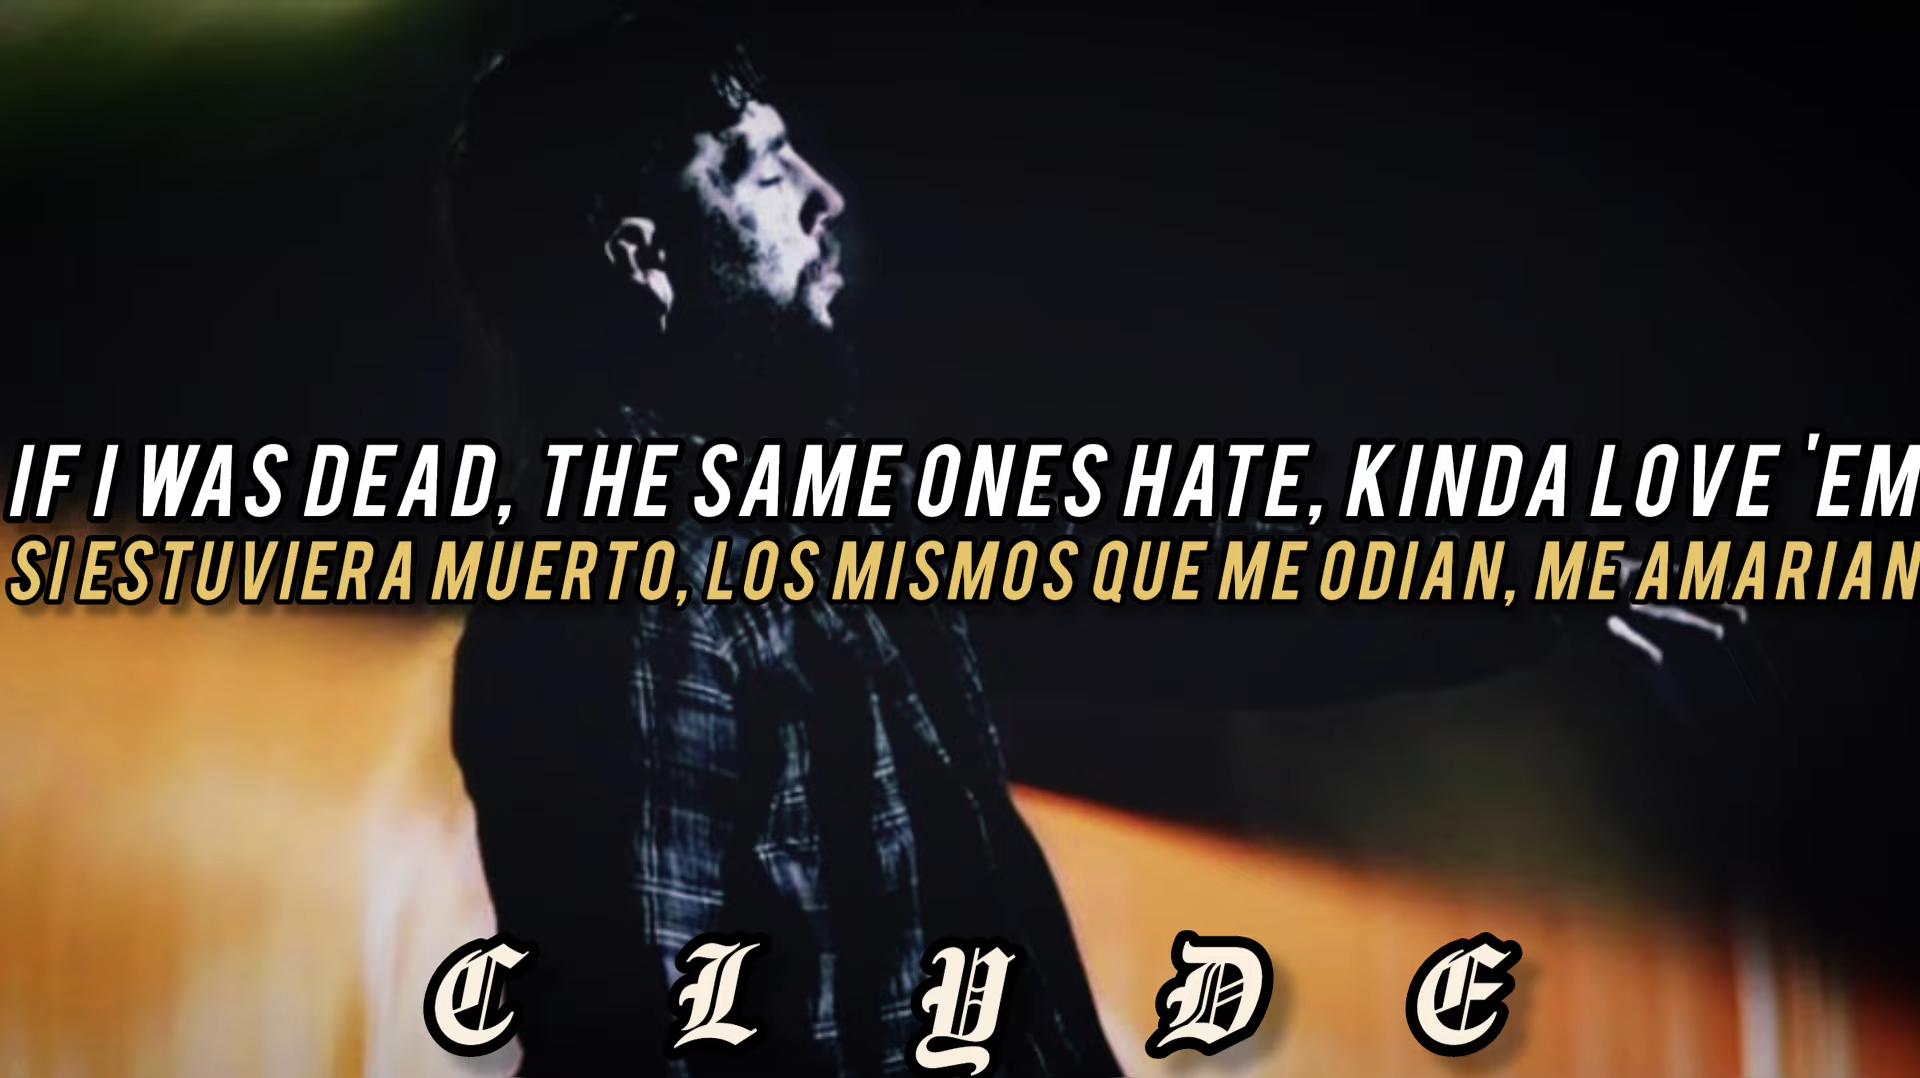 IF I WAS DEAD, THE SAME ONES HATE, KINDA LOVE 'EM
SI ESTUVIERA MUERTO, LOS MISMOS QUE ME ODIAN, ME AMARIAN
CLYDE